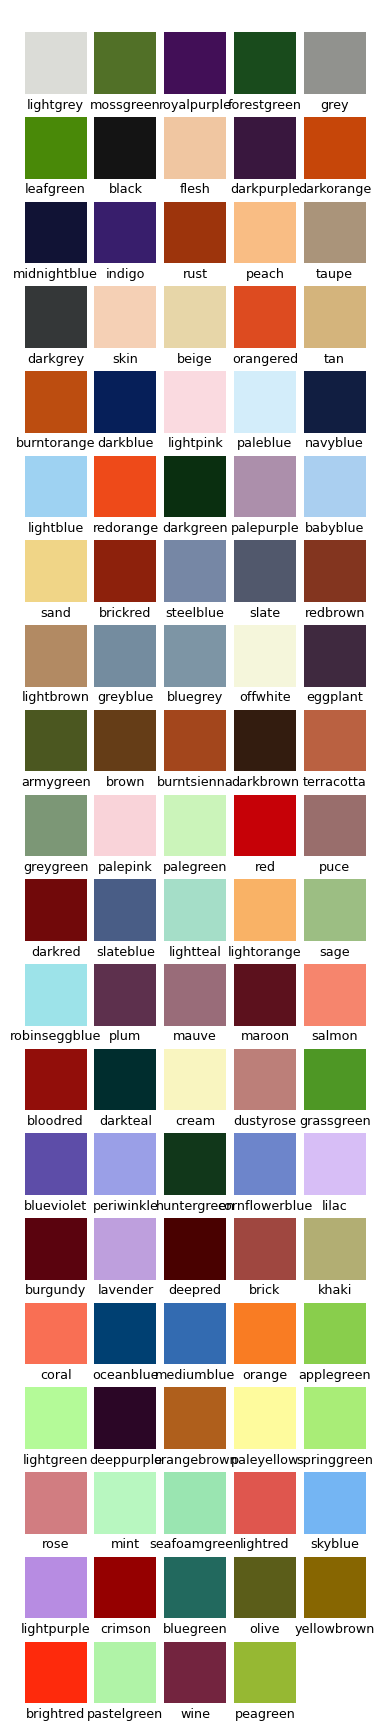 lightgrey mossgreen royalpurple forestgreen grey
leafgreen black flesh darkpurple darkorange
midnightblue indigo rust peach taupe
darkgrey skin beige orangered tan
burntorange darkblue lightpink paleblue navyblue
lightblue redorange darkgreen palepurple babyblue
sand brickred steelblue slate redbrown
lightbrown greyblue bluegrey offwhite eggplant
armygreen brown burntsienna darkbrown terracotta
greygreen palepink palegreen red puce
darkred slateblue lightteal lightorange sage
robinseggblue plum mauve maroon salmon
bloodred darkteal cream dustyrose grassgreen
blueviolet periwinkle huntergreen cornflowerblue lilac
burgundy lavender deepred brick khaki
coral oceanblue mediumblue orange applegreen
lightgreen deeppurple orangebrown paleyellow springgreen
rose mint seafoamgreen lightred skyblue
lightpurple crimson bluegreen olive yellowbrown
brightred pastelgreen wine peagreen